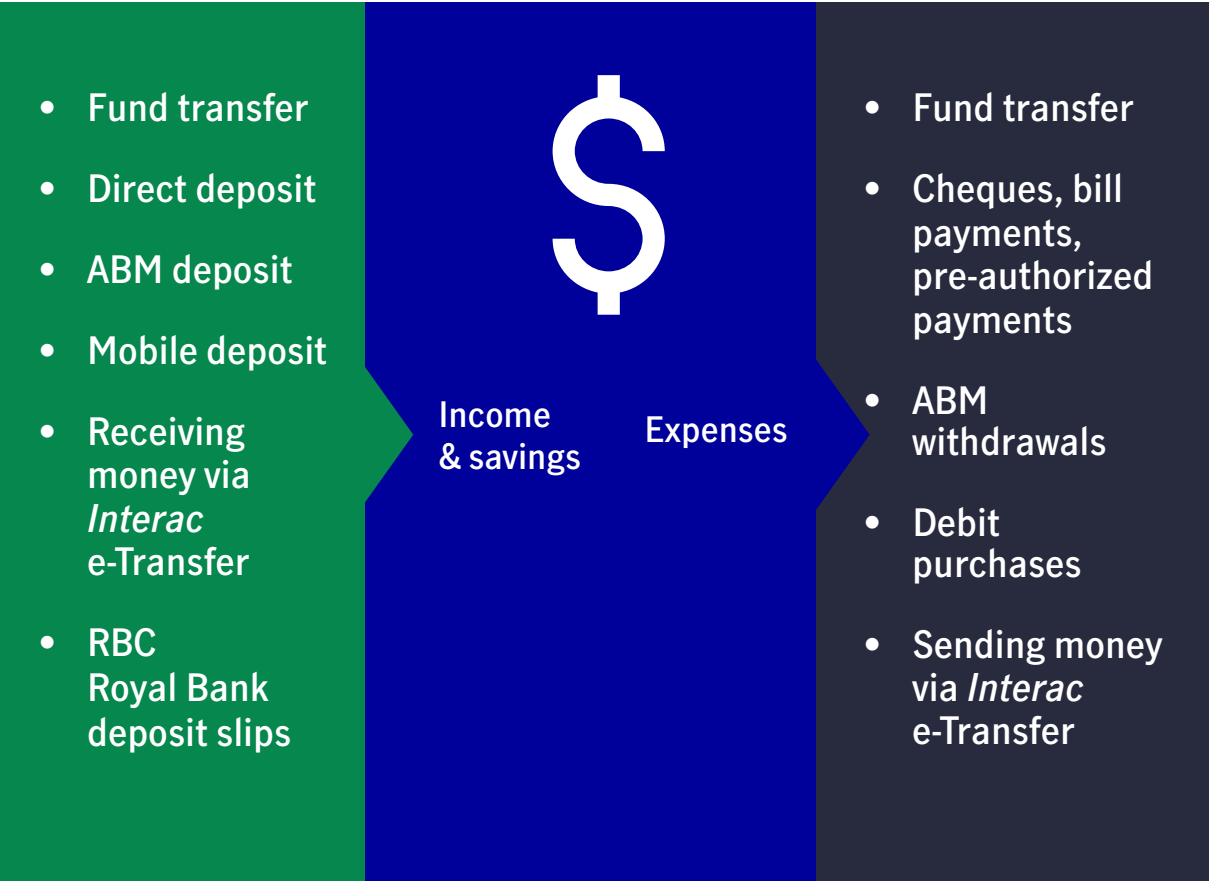 • Fund transfer
• Direct deposit
• ABM deposit
• Mobile deposit
• Receiving
money via
Interac
e-Transfer
• RBC
Royal Bank
deposit slips
$
Income
& savings
Expenses
• Fund transfer
• Cheques, bill
payments,
pre-authorized
payments
• ABM
withdrawals
• Debit
purchases
• Sending money
via Interac
e-Transfer